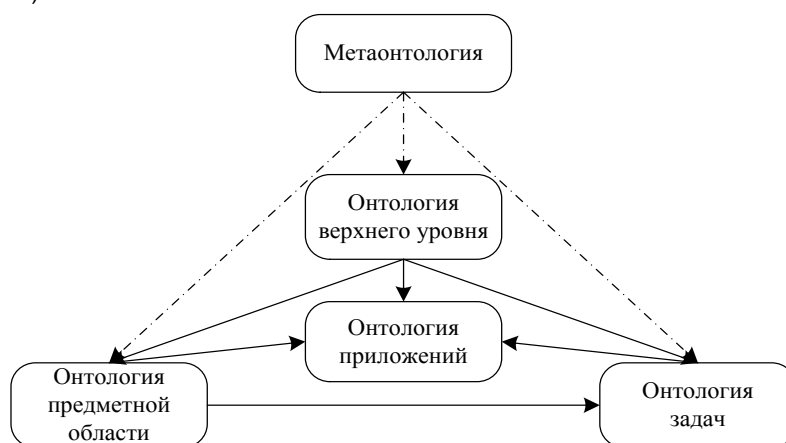 Метаонтология
Онтология
верхнего уровня
Онтология
приложений
Онтология
предметной
области
Онтология
задач